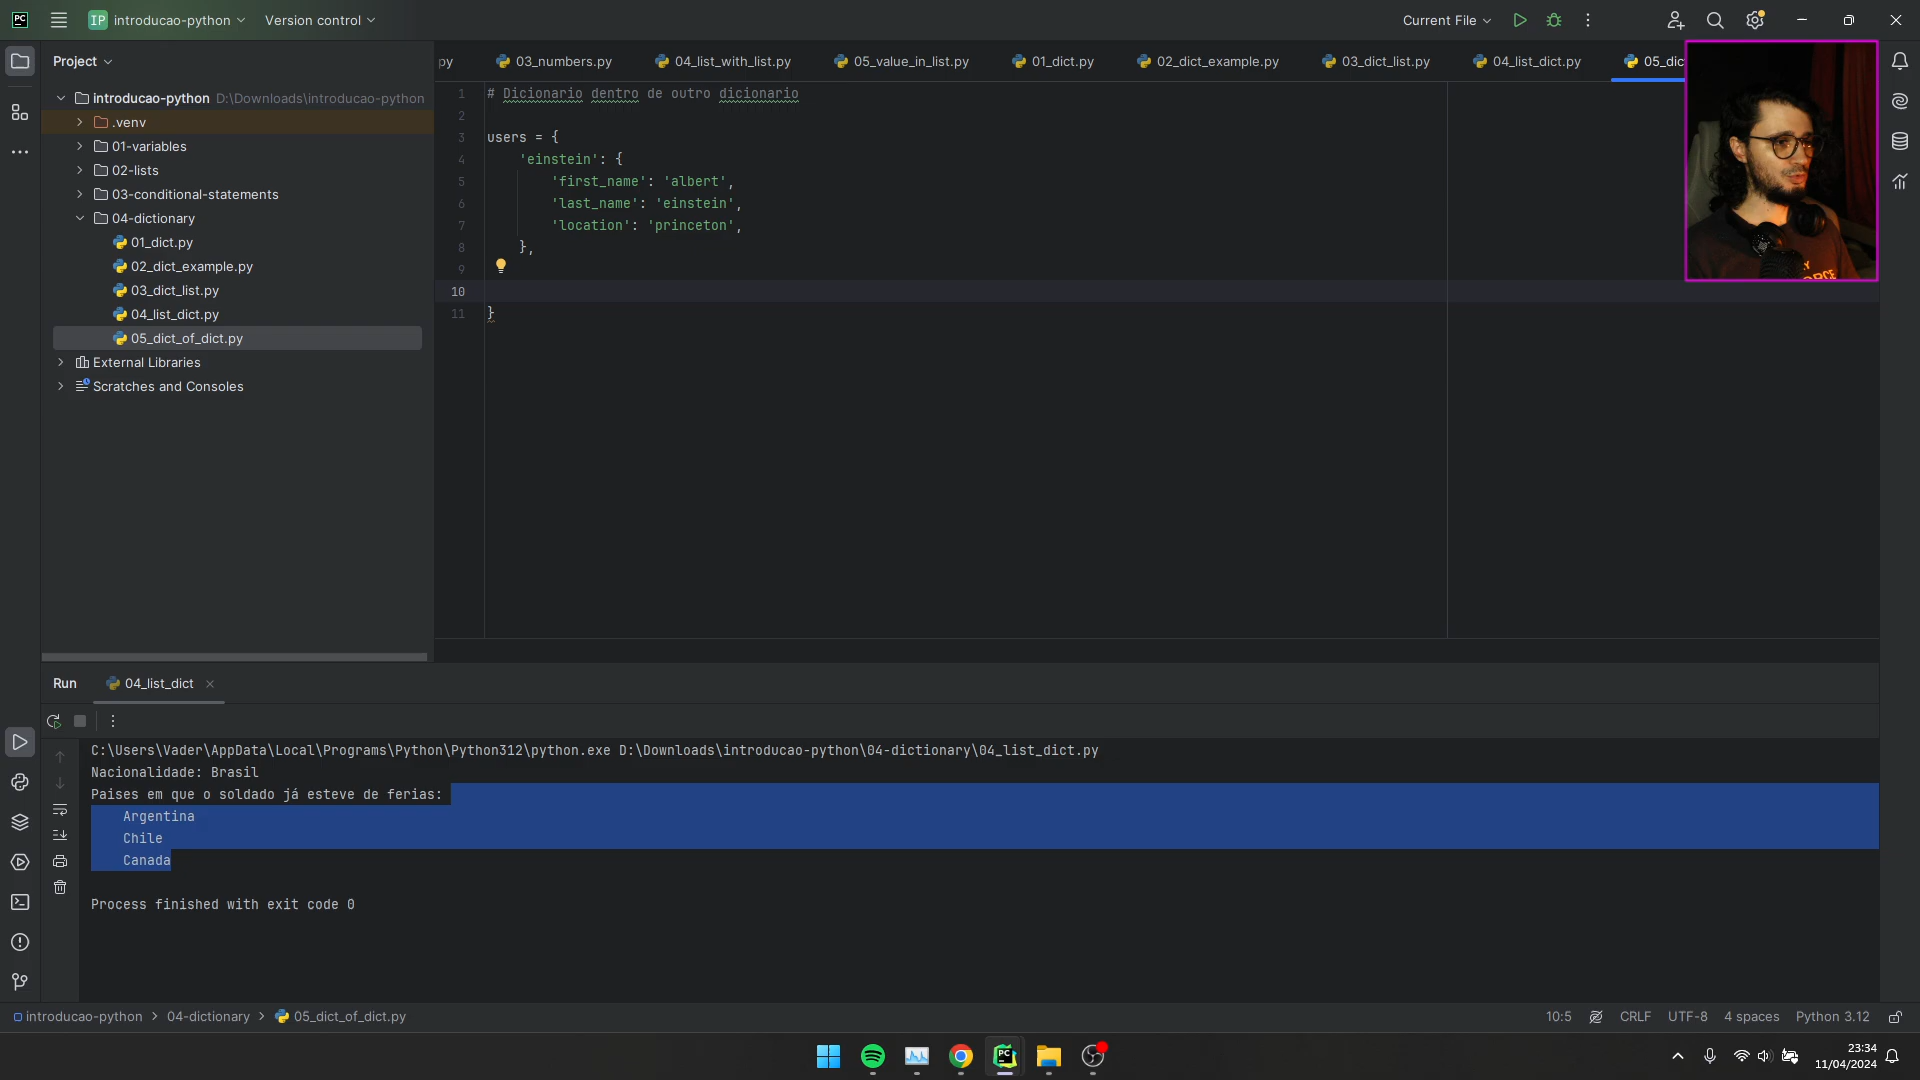 PC
IP introducao-python
Version control
Current File
Project
py
03_numbers.py
04_list_with_list.py
05_value_in_list.py
01_dict.py
02_dict_example.py
03_dict_list.py
04_list_dict.py
05_dic
introducao-python D:\Downloads\introducao-python
.venv
01-variables
02-lists
03-conditional-statements
04-dictionary
01_dict.py
02_dict_example.py
03_dict_list.py
04_list_dict.py
05_dict_of_dict.py
External Libraries
Scratches and Consoles
1 # Dicionario dentro de outro dicionario
2
3 users = {
4 'einstein': {
5 'first_name': 'albert',
6 'last_name': 'einstein',
7 'location': 'princeton',
8 },
9
10
11 }
Run
04_list_dict
C:\Users\Vader\AppData\Local\Programs\Python\Python312\python.exe D:\Downloads\introducao-python\04-dictionary\04_list_dict.py
Nacionalidade: Brasil
Paises em que o soldado já esteve de ferias:
Argentina
Chile
Canada
Process finished with exit code 0
introducao-python > 04-dictionary > 05_dict_of_dict.py
10:5
CRLF
UTF-8
4 spaces
Python 3.12
PC
23:34
11/04/2024